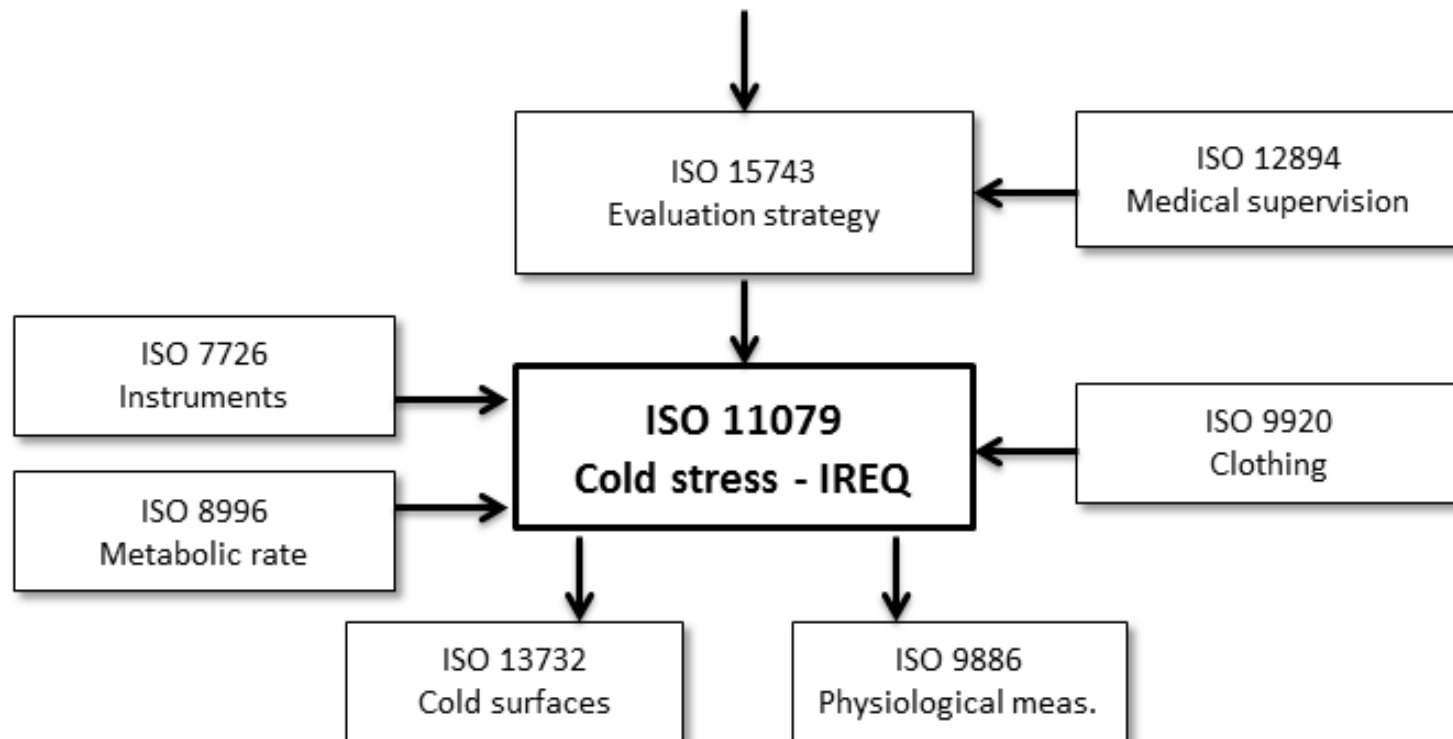 ISO 15743
Evaluation strategy
ISO 12894
Medical supervision
ISO 7726
Instruments
ISO 11079
Cold stress - IREQ
ISO 9920
Clothing
ISO 8996
Metabolic rate
ISO 13732
Cold surfaces
ISO 9886
Physiological meas.